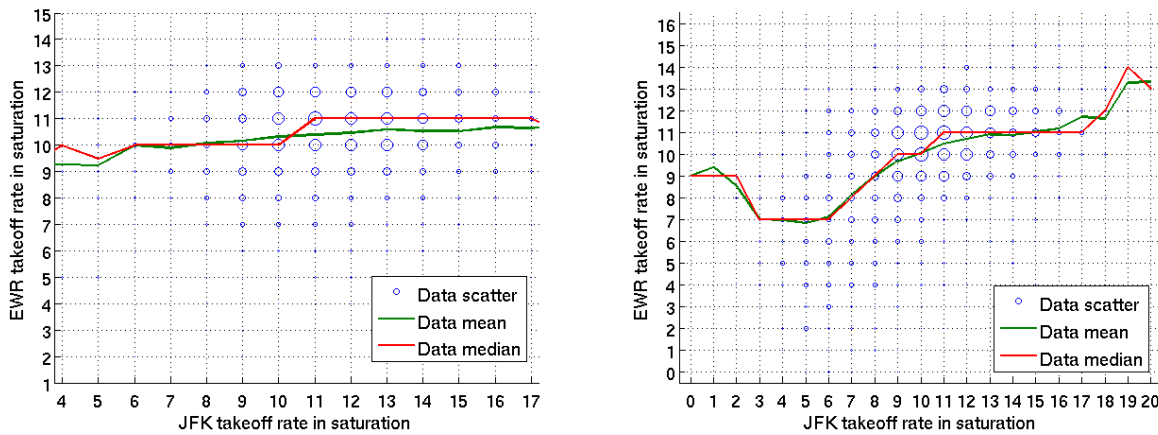 15
14
13
12
11
10
9
8
7
6
5
4
3
2
1
EWR takeoff rate in saturation
Data scatter
Data mean
Data median
4 5 6 7 8 9 10 11 12 13 14 15 16 17
JFK takeoff rate in saturation
16
15
14
13
12
11
10
9
8
7
6
5
4
3
2
1
0
EWR takeoff rate in saturation
Data scatter
Data mean
Data median
0 1 2 3 4 5 6 7 8 9 10 11 12 13 14 15 16 17 18 19 20
JFK takeoff rate in saturation